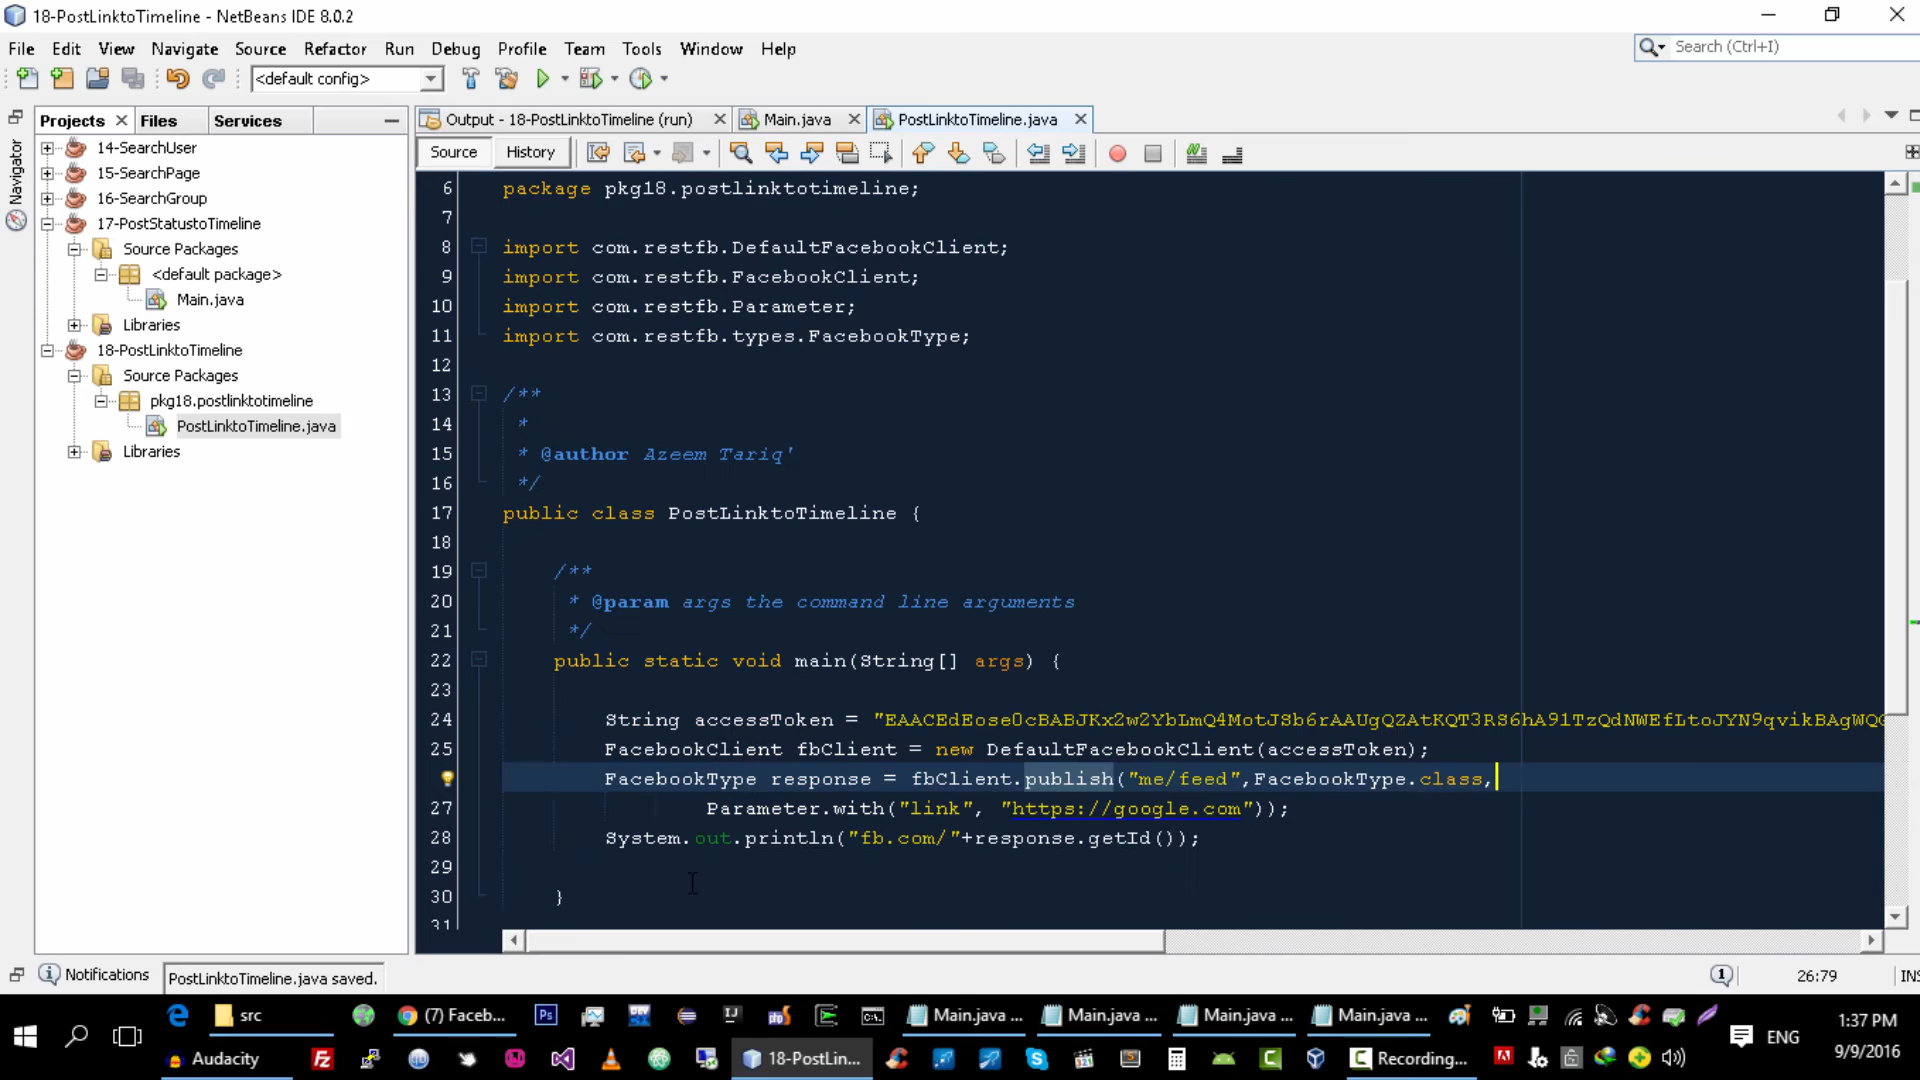 18-PostLinktoTimeline - NetBeans IDE 8.0.2
File Edit View Navigate Source Refactor Run Debug Profile Team Tools Window Help
Search (Ctrl+I)
<default config>
Projects Files Services
Output - 18-PostLinktoTimeline (run) Main.java PostLinktoTimeline.java
Source History
Navigator
14-SearchUser
15-SearchPage
16-SearchGroup
17-PostStatustoTimeline
Source Packages
<default package>
Main.java
Libraries
18-PostLinktoTimeline
Source Packages
pkg18.postlinktotimeline
PostLinktoTimeline.java
Libraries
6 package pkg18.postlinktotimeline;
7
8 import com.restfb.DefaultFacebookClient;
9 import com.restfb.FacebookClient;
10 import com.restfb.Parameter;
11 import com.restfb.types.FacebookType;
12
13 /**
14 *
15 * @author Azeem Tariq'
16 */
17 public class PostLinktoTimeline {
18
19 /**
20 * @param args the command line arguments
21 */
22 public static void main(String[] args) {
23
24 String accessToken =
25 FacebookClient fbClient = new DefaultFacebookClient(accessToken);
FacebookType response = fbClient.publish("me/feed",FacebookType.class,
27 Parameter.with("link", "https://google.com"));
28 System.out.println("fb.com/"+response.getId());
29
30 }
31
Notifications PostLinktoTimeline.java saved.
1 26:79 INS
src (7) Faceb... Ps DEV IJ php Main.java ... Main.java ... Main.java ... Main.java ...
Audacity 18-PostLin... Recording...
ENG
1:37 PM
9/9/2016